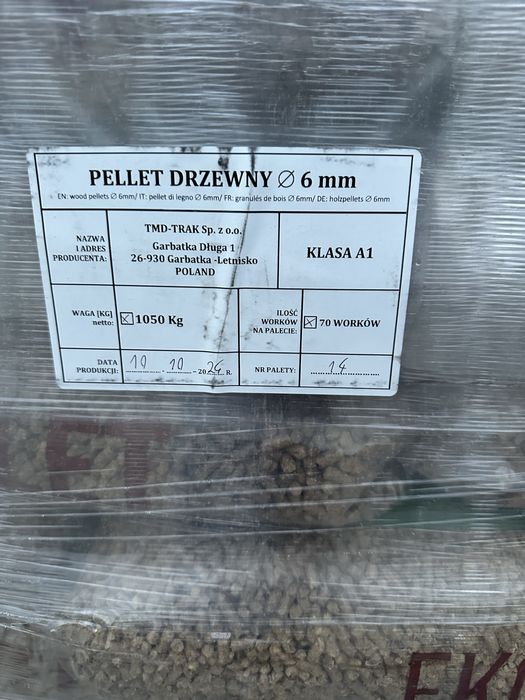 PELLET DRZEWNY Ø 6 mm
EN: wood pellets Ø 6mm/ IT: pellet di legno Ø 6mm/ FR: granulés de bois Ø 6mm/ DE: holzpellets Ø 6mm
NAZWA
I ADRES
PRODUCENTA:
TMD-TRAK Sp. z o.o.
Garbatka Długa 1
26-930 Garbatka -Letnisko
POLAND
KLASA A1
WAGA [KG]
netto:
☒ 1050 Kg
ILOŚĆ
WORKÓW
NA PALECIE:
☒ 70 WORKÓW
DATA
PRODUKCJI:
10 . 10 - 2024 R.
NR PALETY:
14